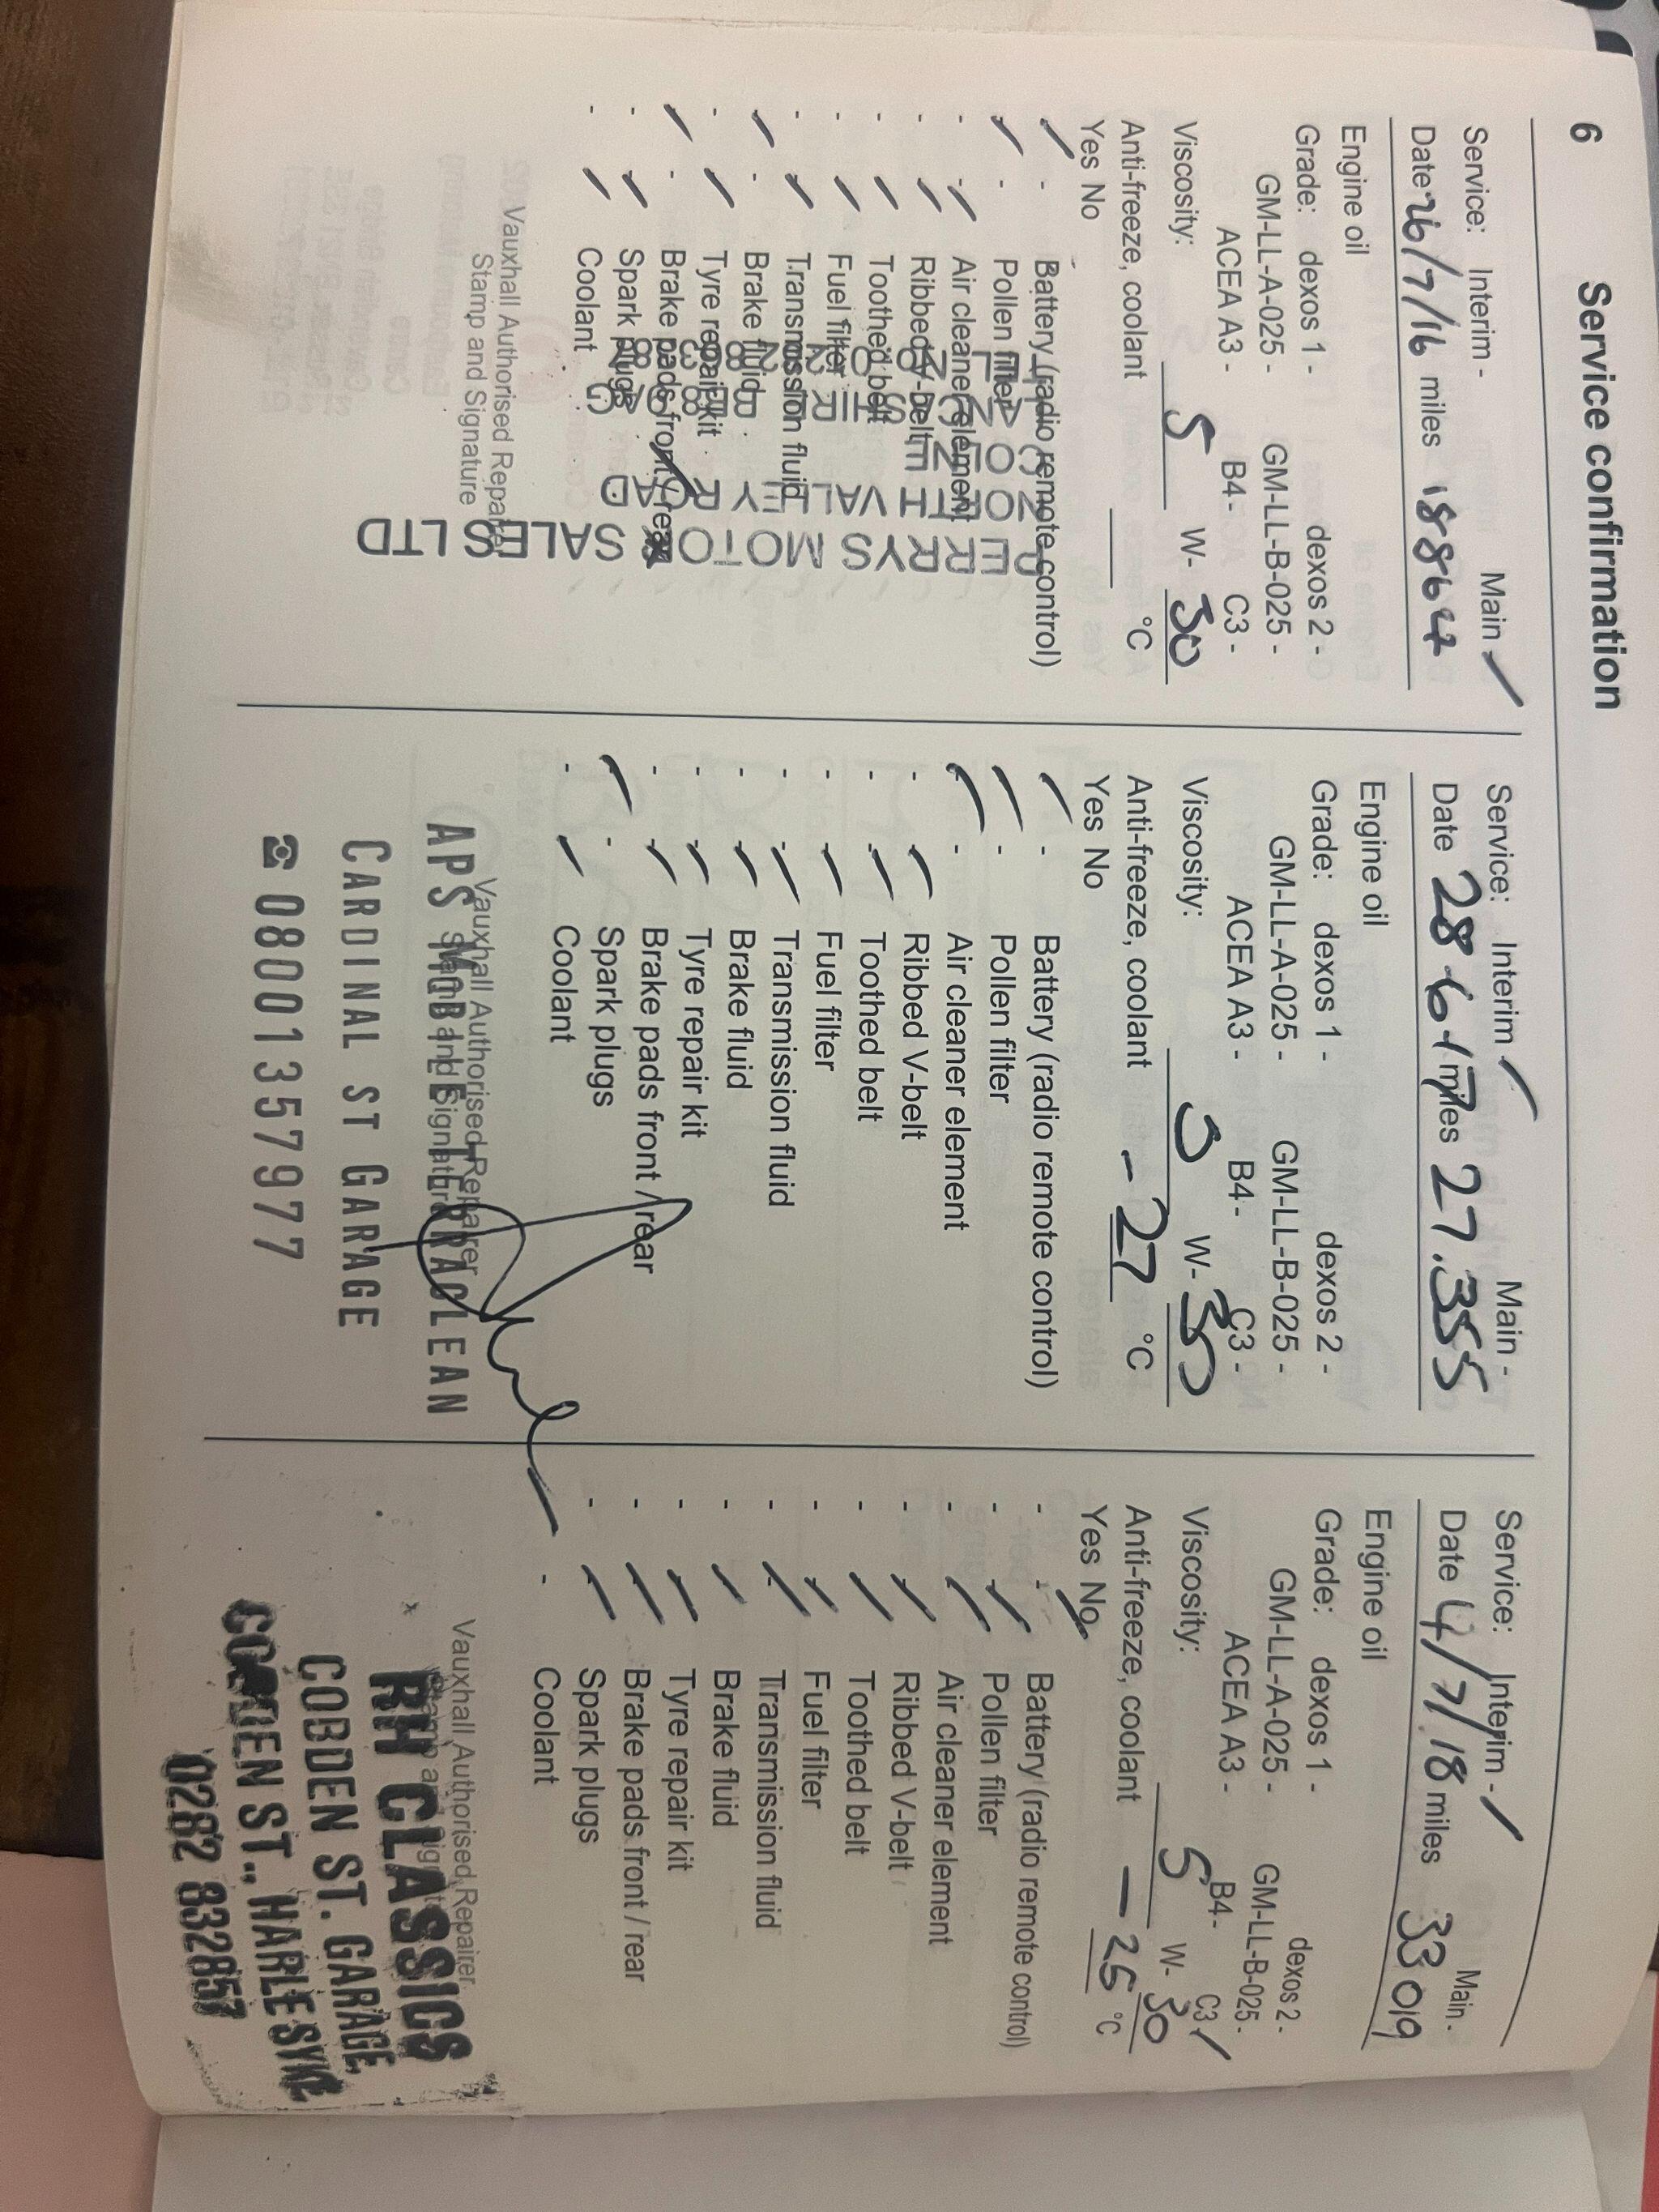 6 Service confirmation
Service: Interim - Main ✓
Date 26/7/16 miles 18864
Engine oil
Grade: dexos 1 - dexos 2 -
GM-LL-A-025 - GM-LL-B-025 -
ACEA A3 - B4 - C3 -
Viscosity: 5 W- 30
Anti-freeze, coolant °C
Yes No
✓ - Battery (radio remote control)
✓ - Pollen filter
- ✓ Air cleaner element
- ✓ Ribbed V-belt
- ✓ Toothed belt
- ✓ Fuel filter
- ✓ Transmission fluid
✓ - Brake fluid
- ✓ Tyre repair kit
✓ - Brake pads front / rear
- ✓ Spark plugs
- ✓ Coolant
Vauxhall Authorised Repairer
Stamp and Signature
PERRYS MOTOR SALES LTD
Service: Interim ✓ Main -
Date 28 6 17 miles 27.355
Engine oil
Grade: dexos 1 - dexos 2 -
GM-LL-A-025 - GM-LL-B-025 -
ACEA A3 - B4 - C3 -
Viscosity: 5 W- 30
Anti-freeze, coolant -27 °C
Yes No
✓ - Battery (radio remote control)
✓ - Pollen filter
✓ - Air cleaner element
- ✓ Ribbed V-belt
- ✓ Toothed belt
- ✓ Fuel filter
- ✓ Transmission fluid
- ✓ Brake fluid
- ✓ Tyre repair kit
- ✓ Brake pads front / rear
✓ - Spark plugs
- ✓ Coolant
Vauxhall Authorised Repairer
Stamp and Signature
APS MOBILE TERRACLEAN
CARDINAL ST GARAGE
☎ 08001357977
Service: Interim - ✓ Main -
Date 4/7/18 miles 33019
Engine oil
Grade: dexos 1 - dexos 2 -
GM-LL-A-025 - GM-LL-B-025 -
ACEA A3 - B4 - C3 ✓
Viscosity: 5 W- 30
Anti-freeze, coolant -25 °C
Yes No
- ✓ Battery (radio remote control)
- ✓ Pollen filter
- ✓ Air cleaner element
- ✓ Ribbed V-belt
- ✓ Toothed belt
- ✓ Fuel filter
- ✓ Transmission fluid
- ✓ Brake fluid
- ✓ Tyre repair kit
- ✓ Brake pads front / rear
- ✓ Spark plugs
✓ - Coolant
Vauxhall Authorised Repairer
Stamp and Signature
RH CLASSICS
COBDEN ST. GARAGE
COBDEN ST., HARLE SYKE
0282 832857